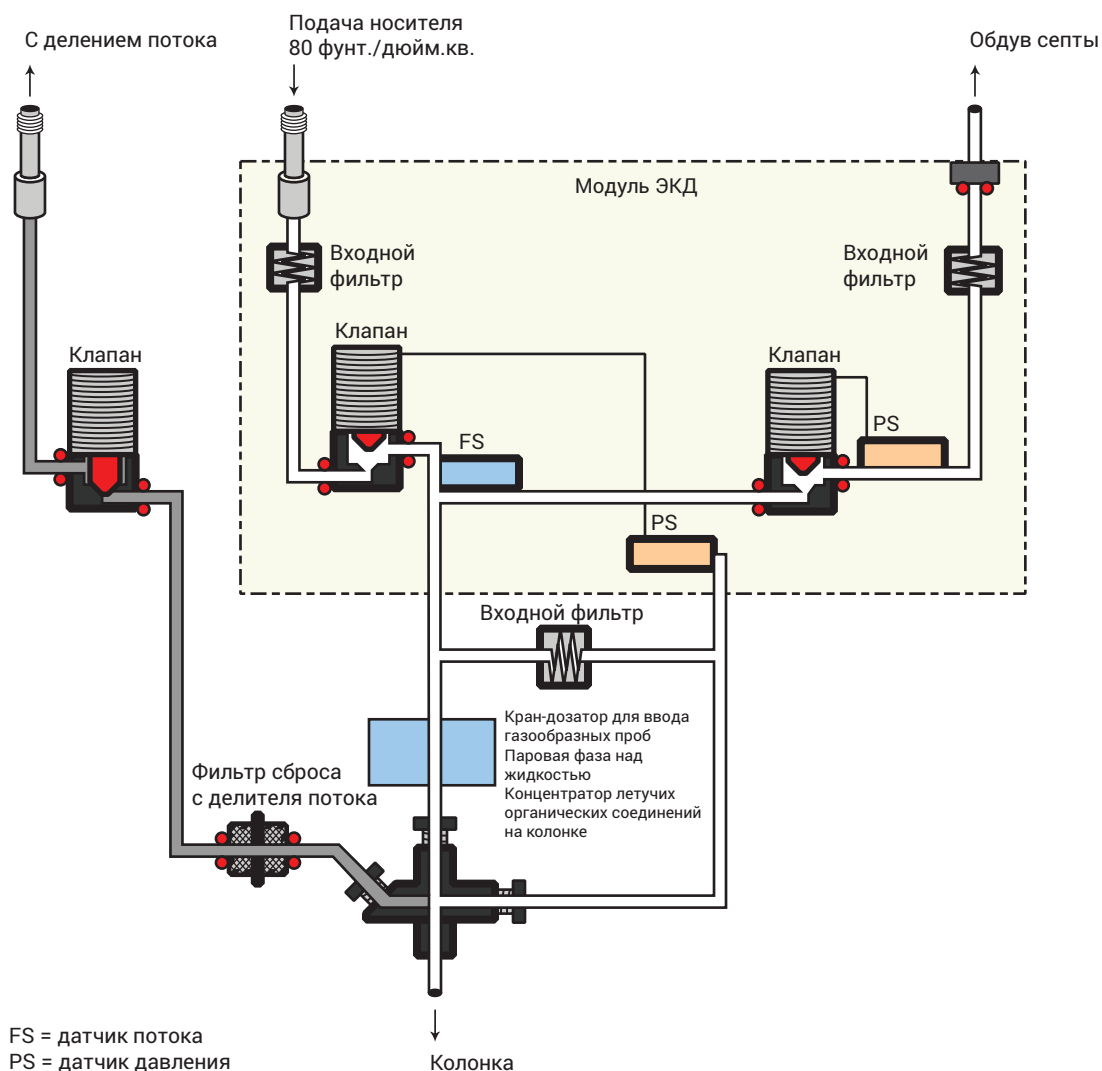 С делением потока
Подача носителя
80 фунт./дюйм.кв.
Обдув септы
Модуль ЭКД
Входной
фильтр
Входной
фильтр
Клапан
Клапан
Клапан
FS
PS
PS
Входной фильтр
Кран-дозатор для ввода
газообразных проб
Паровая фаза над
жидкостью
Концентратор летучих
органических соединений
на колонке
Фильтр сброса
с делителя потока
FS = датчик потока
PS = датчик давления
Колонка